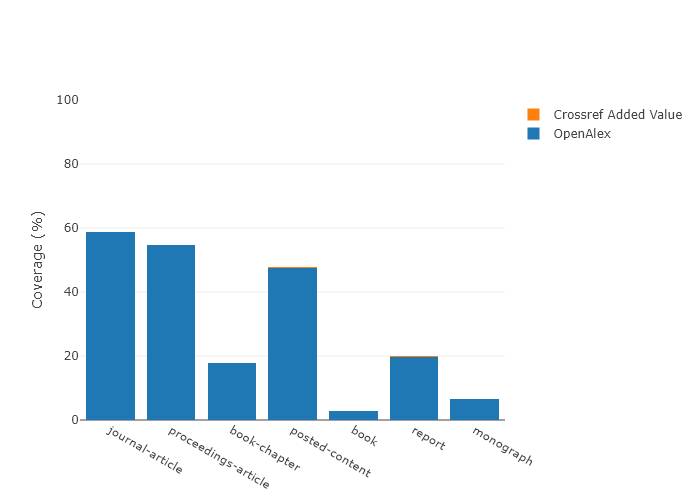 100
80
60
40
20
0
Coverage (%)
journal-article
proceedings-article
book-chapter
posted-content
book
report
monograph
Crossref Added Value
OpenAlex